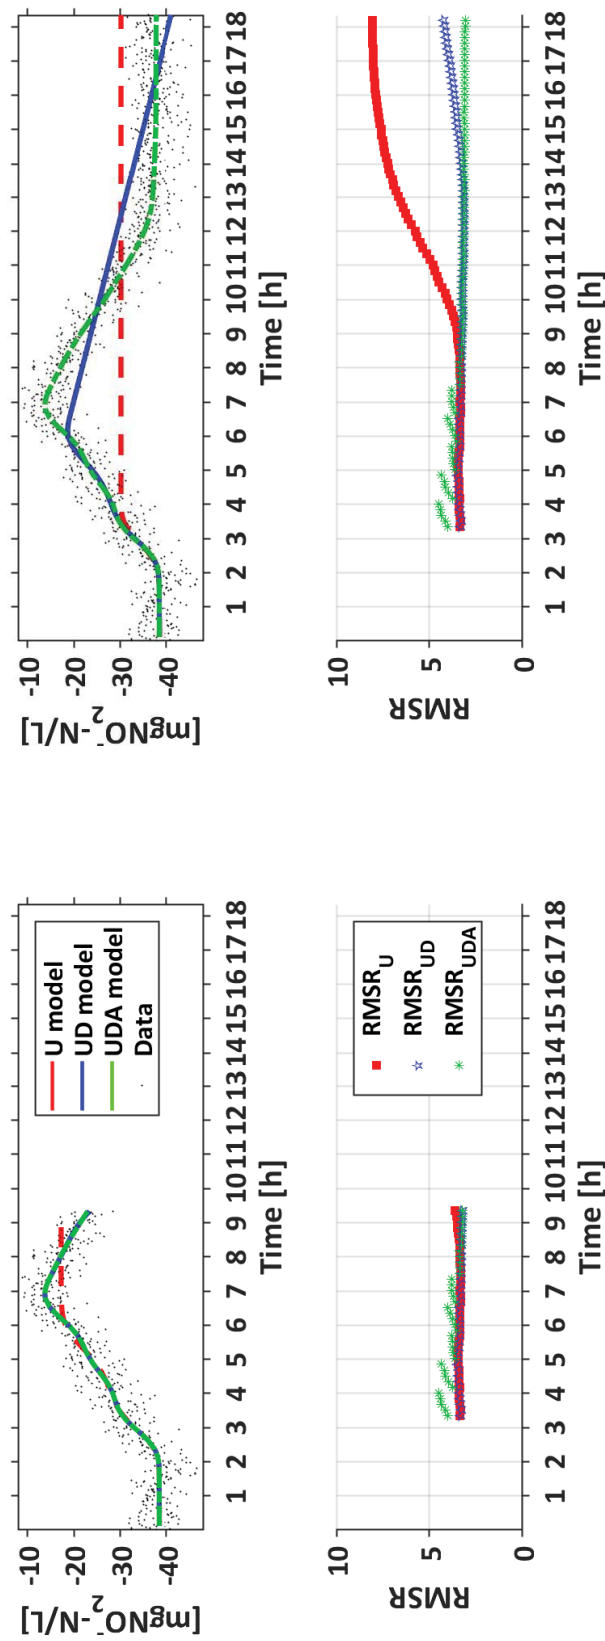 [mgNO₂⁻-N/L]
-10
-20
-30
-40
U model
UD model
UDA model
Data
1 2 3 4 5 6 7 8 9 10 11 12 13 14 15 16 17 18
Time [h]
[mgNO₂⁻-N/L]
-10
-20
-30
-40
1 2 3 4 5 6 7 8 9 10 11 12 13 14 15 16 17 18
Time [h]
RMSR
10
5
0
RMSR_U
RMSR_UD
RMSR_UDA
1 2 3 4 5 6 7 8 9 10 11 12 13 14 15 16 17 18
Time [h]
RMSR
10
5
0
1 2 3 4 5 6 7 8 9 10 11 12 13 14 15 16 17 18
Time [h]